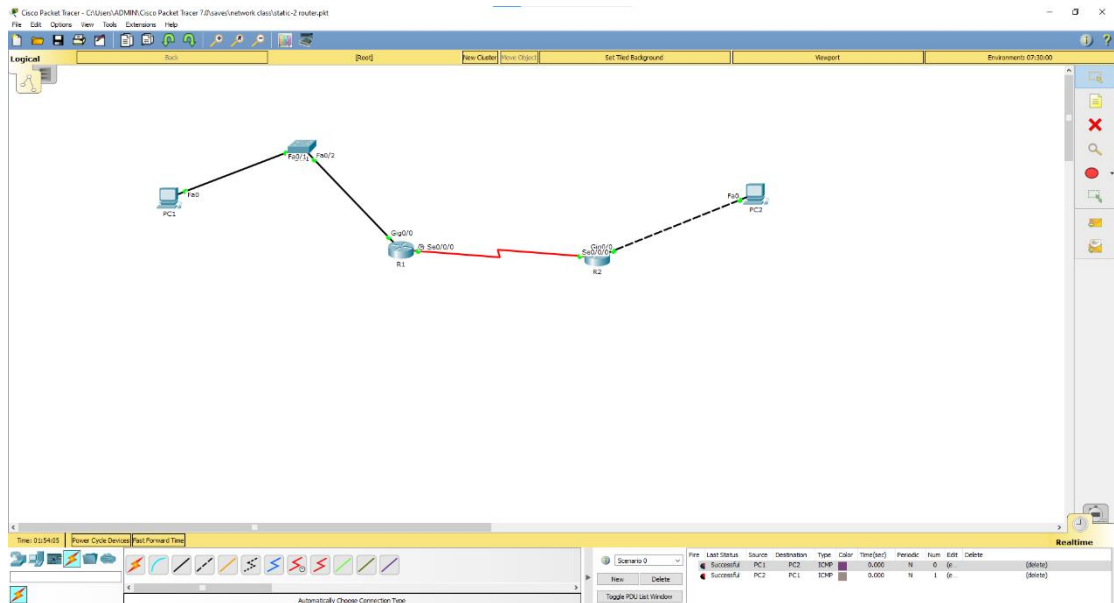 Cisco Packet Tracer - C:\Users\ADMIN\Cisco Packet Tracer 7.0\saves\network class\static-2 router.pkt
File Edit Options View Tools Extensions Help
Logical Back [Root] New Cluster Move Object Set Tiled Background Viewport Environment: 07:30:00
Fa0/1 Fa0/2
Fa0
PC1
Fa0
PC2
Gig0/0
Se0/0/0
R1
Gig0/0
Se0/0/0
R2
Time: 01:54:05 Power Cycle Devices Fast Forward Time Realtime
Scenario 0
New Delete
Toggle PDU List Window
Fire Last Status Source Destination Type Color Time(sec) Periodic Num Edit Delete
Successful PC1 PC2 ICMP 0.000 N 0 (e... (delete)
Successful PC2 PC1 ICMP 0.000 N 1 (e... (delete)
Automatically Choose Connection Type